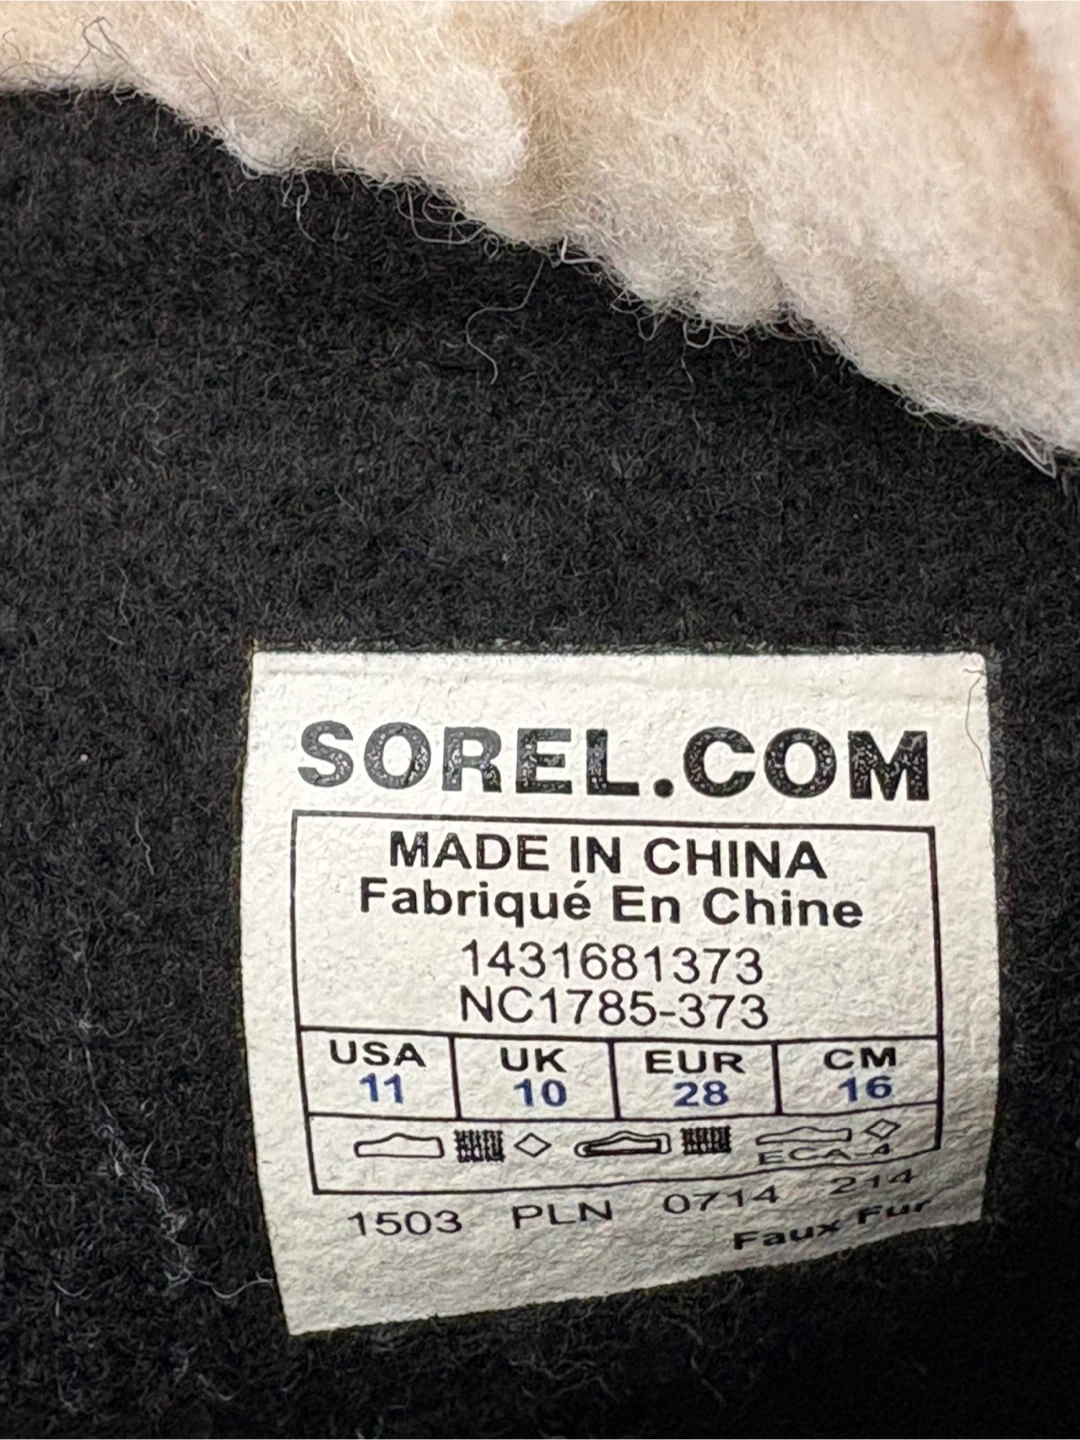 SOREL.COM
MADE IN CHINA
Fabriqué En Chine
1431681373
NC1785-373
USA UK EUR CM
11 10 28 16
ECA-4
1503 PLN 0714 214
Faux Fur